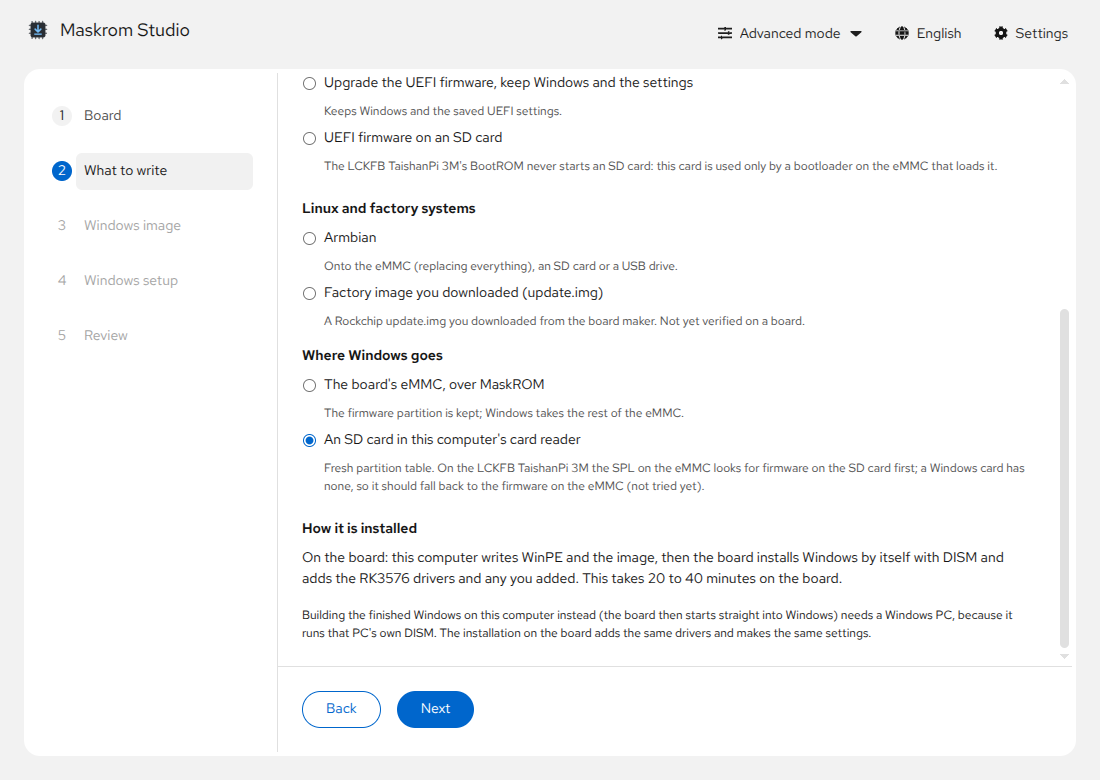 Maskrom Studio
Advanced mode
English
Settings
1 Board
2 What to write
3 Windows image
4 Windows setup
5 Review
Upgrade the UEFI firmware, keep Windows and the settings
Keeps Windows and the saved UEFI settings.
UEFI firmware on an SD card
The LCKFB TaishanPi 3M's BootROM never starts an SD card: this card is used only by a bootloader on the eMMC that loads it.
Linux and factory systems
Armbian
Onto the eMMC (replacing everything), an SD card or a USB drive.
Factory image you downloaded (update.img)
A Rockchip update.img you downloaded from the board maker. Not yet verified on a board.
Where Windows goes
The board's eMMC, over MaskROM
The firmware partition is kept; Windows takes the rest of the eMMC.
An SD card in this computer's card reader
Fresh partition table. On the LCKFB TaishanPi 3M the SPL on the eMMC looks for firmware on the SD card first; a Windows card has
none, so it should fall back to the firmware on the eMMC (not tried yet).
How it is installed
On the board: this computer writes WinPE and the image, then the board installs Windows by itself with DISM and
adds the RK3576 drivers and any you added. This takes 20 to 40 minutes on the board.
Building the finished Windows on this computer instead (the board then starts straight into Windows) needs a Windows PC, because it
runs that PC's own DISM. The installation on the board adds the same drivers and makes the same settings.
Back
Next